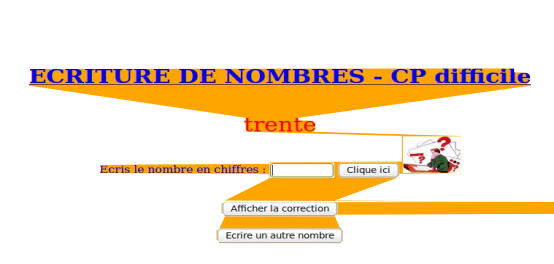 ECRITURE DE NOMBRES - CP difficile
trente
Ecris le nombre en chiffres : Clique ici
Afficher la correction
Ecrire un autre nombre